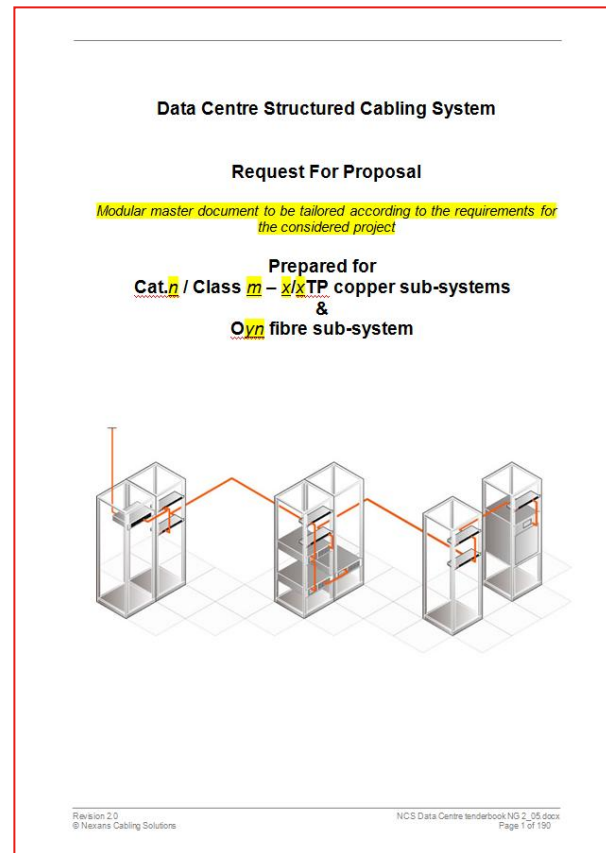 Data Centre Structured Cabling System
Request For Proposal
Modular master document to be tailored according to the requirements for
the considered project
Prepared for
Cat.n / Class m – x/xTP copper sub-systems
&
Oyn fibre sub-system
Revision 2.0
© Nexans Cabling Solutions
NCS Data Centre tenderbook NG 2_05.docx
Page 1 of 190